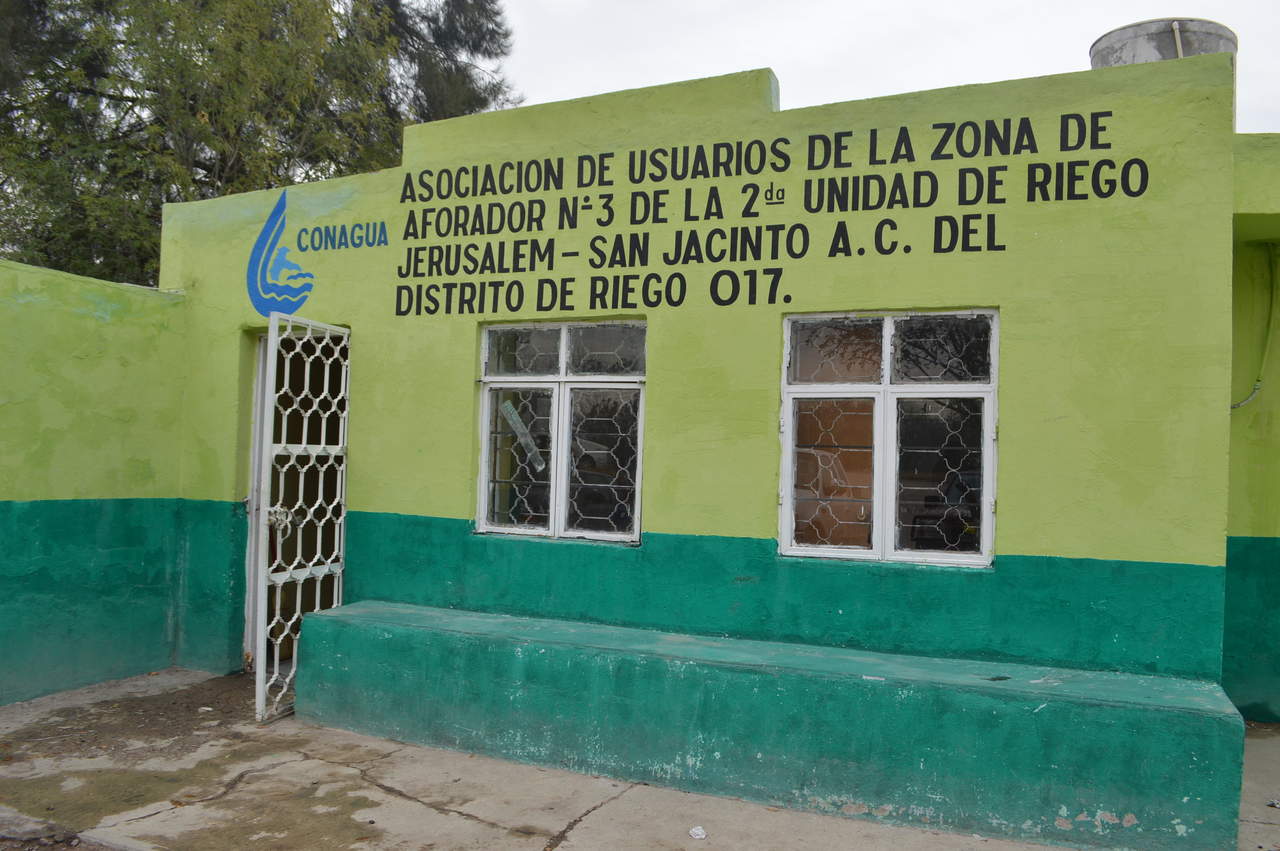 CONAGUA
ASOCIACION DE USUARIOS DE LA ZONA DE
AFORADOR Nº3 DE LA 2da UNIDAD DE RIEGO
JERUSALEM - SAN JACINTO A.C. DEL
DISTRITO DE RIEGO 017.